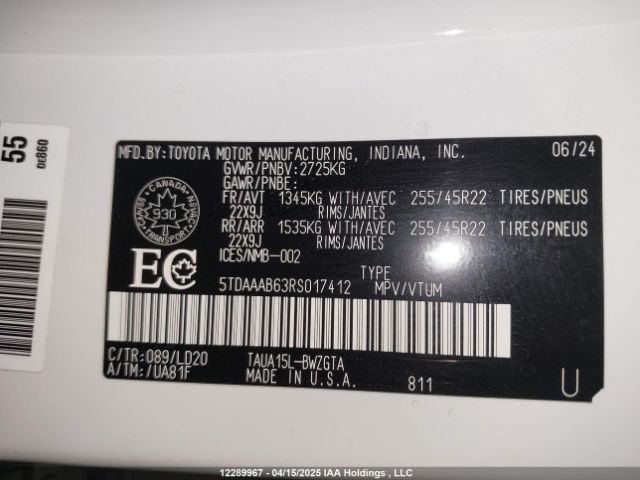 55
0E860
MFD.BY:TOYOTA MOTOR MANUFACTURING, INDIANA, INC. 06/24
GVWR/PNBV:2725KG
GAWR/PNBE:
FR/AVT 1345KG WITH/AVEC 255/45R22 TIRES/PNEUS
22X9J RIMS/JANTES
RR/ARR 1535KG WITH/AVEC 255/45R22 TIRES/PNEUS
22X9J RIMS/JANTES
ICES/NMB-002
CANADA
930
TRANSPORT
EC
TYPE
5TDAAAB63RS017412 MPV/VTUM
C/TR:089/LD20 TAUA15L-BWZGTA
A/TM:/UA81F MADE IN U.S.A. 811 U
12289967 - 04/15/2025 IAA Holdings , LLC